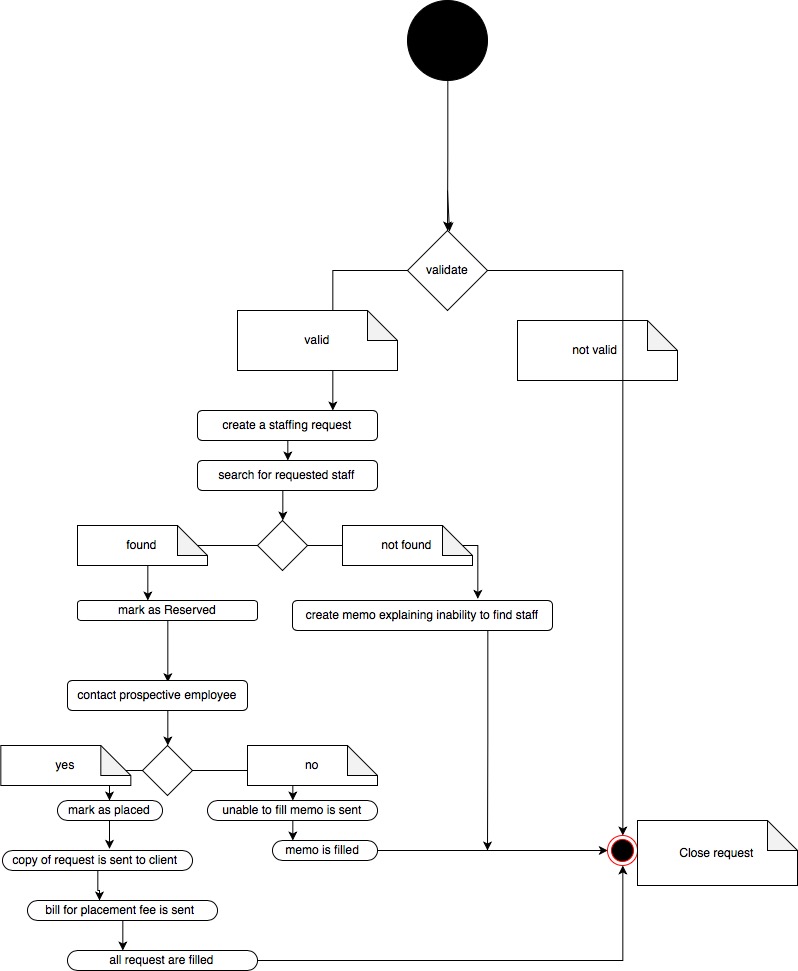 validate
valid
not valid
create a staffing request
search for requested staff
found
not found
mark as Reserved
create memo explaining inability to find staff
contact prospective employee
yes
no
mark as placed
unable to fill memo is sent
copy of request is sent to client
memo is filled
Close request
bill for placement fee is sent
all request are filled